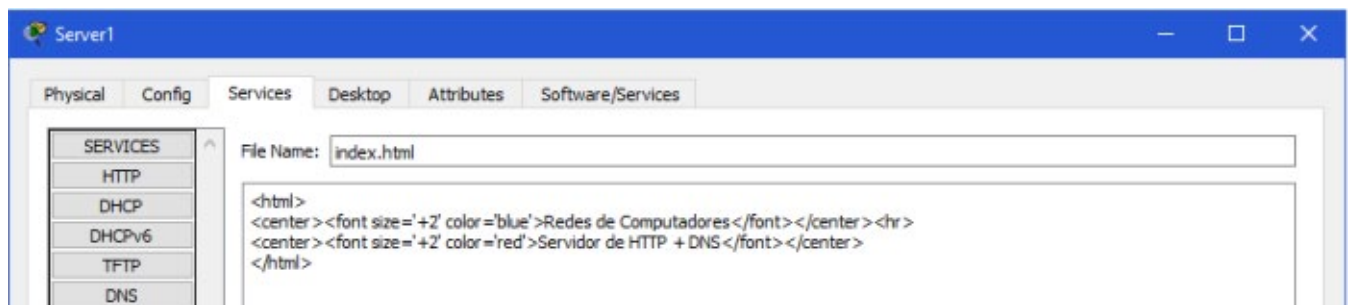 Server1
Physical Config Services Desktop Attributes Software/Services
SERVICES
HTTP
DHCP
DHCPv6
TFTP
DNS
File Name: index.html
<html>
<center><font size='+2' color='blue'>Redes de Computadores</font></center><hr>
<center><font size='+2' color='red'>Servidor de HTTP + DNS</font></center>
</html>